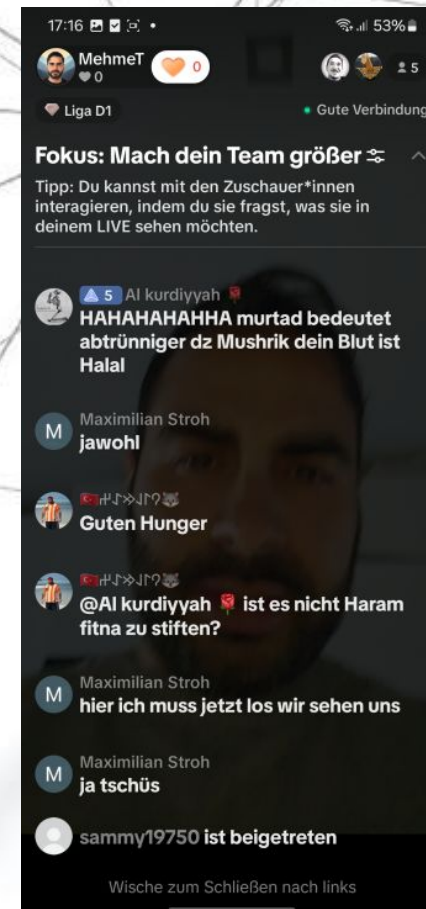 17:16
53%
MehmeT
0
0
5
Liga D1
Gute Verbindung
Fokus: Mach dein Team größer
Tipp: Du kannst mit den Zuschauer*innen
interagieren, indem du sie fragst, was sie in
deinem LIVE sehen möchten.
5 Al kurdiyyah
HAHAHAHAHHA murtad bedeutet
abtrünniger dz Mushrik dein Blut ist
Halal
Maximilian Stroh
M
jawohl
Guten Hunger
@Al kurdiyyah 🌹 ist es nicht Haram
fitna zu stiften?
Maximilian Stroh
M
hier ich muss jetzt los wir sehen uns
Maximilian Stroh
M
ja tschüs
sammy19750 ist beigetreten
Wische zum Schließen nach links